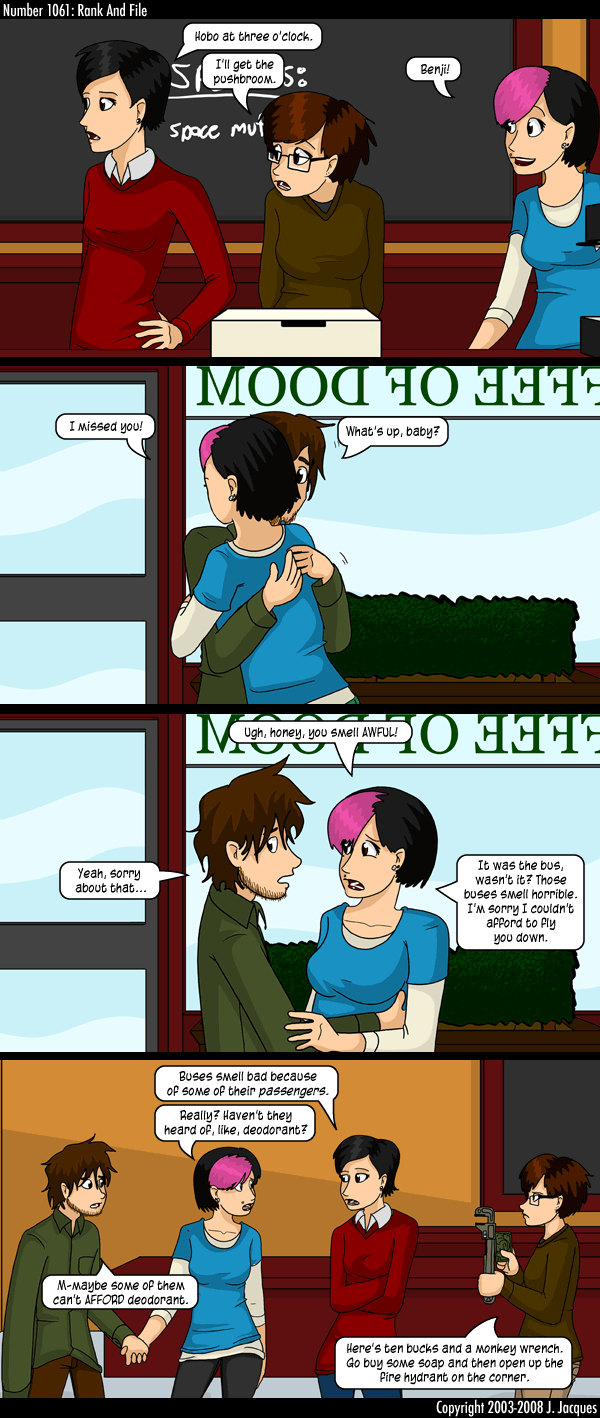 Number 1061: Rank And File
Hobo at three o'clock.
I'll get the
pushbroom.
Benji!
space mut
FFEE OF DOOM
I missed you!
What's up, baby?
FFEE OF DOOM
Ugh, honey, you smell AWFUL!
Yeah, sorry
about that...
It was the bus,
wasn't it? Those
buses smell horrible.
I'm sorry I couldn't
afford to fly
you down.
Buses smell bad because
of some of their passengers.
Really? Haven't they
heard of, like, deodorant?
M-maybe some of them
can't AFFORD deodorant.
Here's ten bucks and a monkey wrench.
Go buy some soap and then open up the
fire hydrant on the corner.
Copyright 2003-2008 J. Jacques